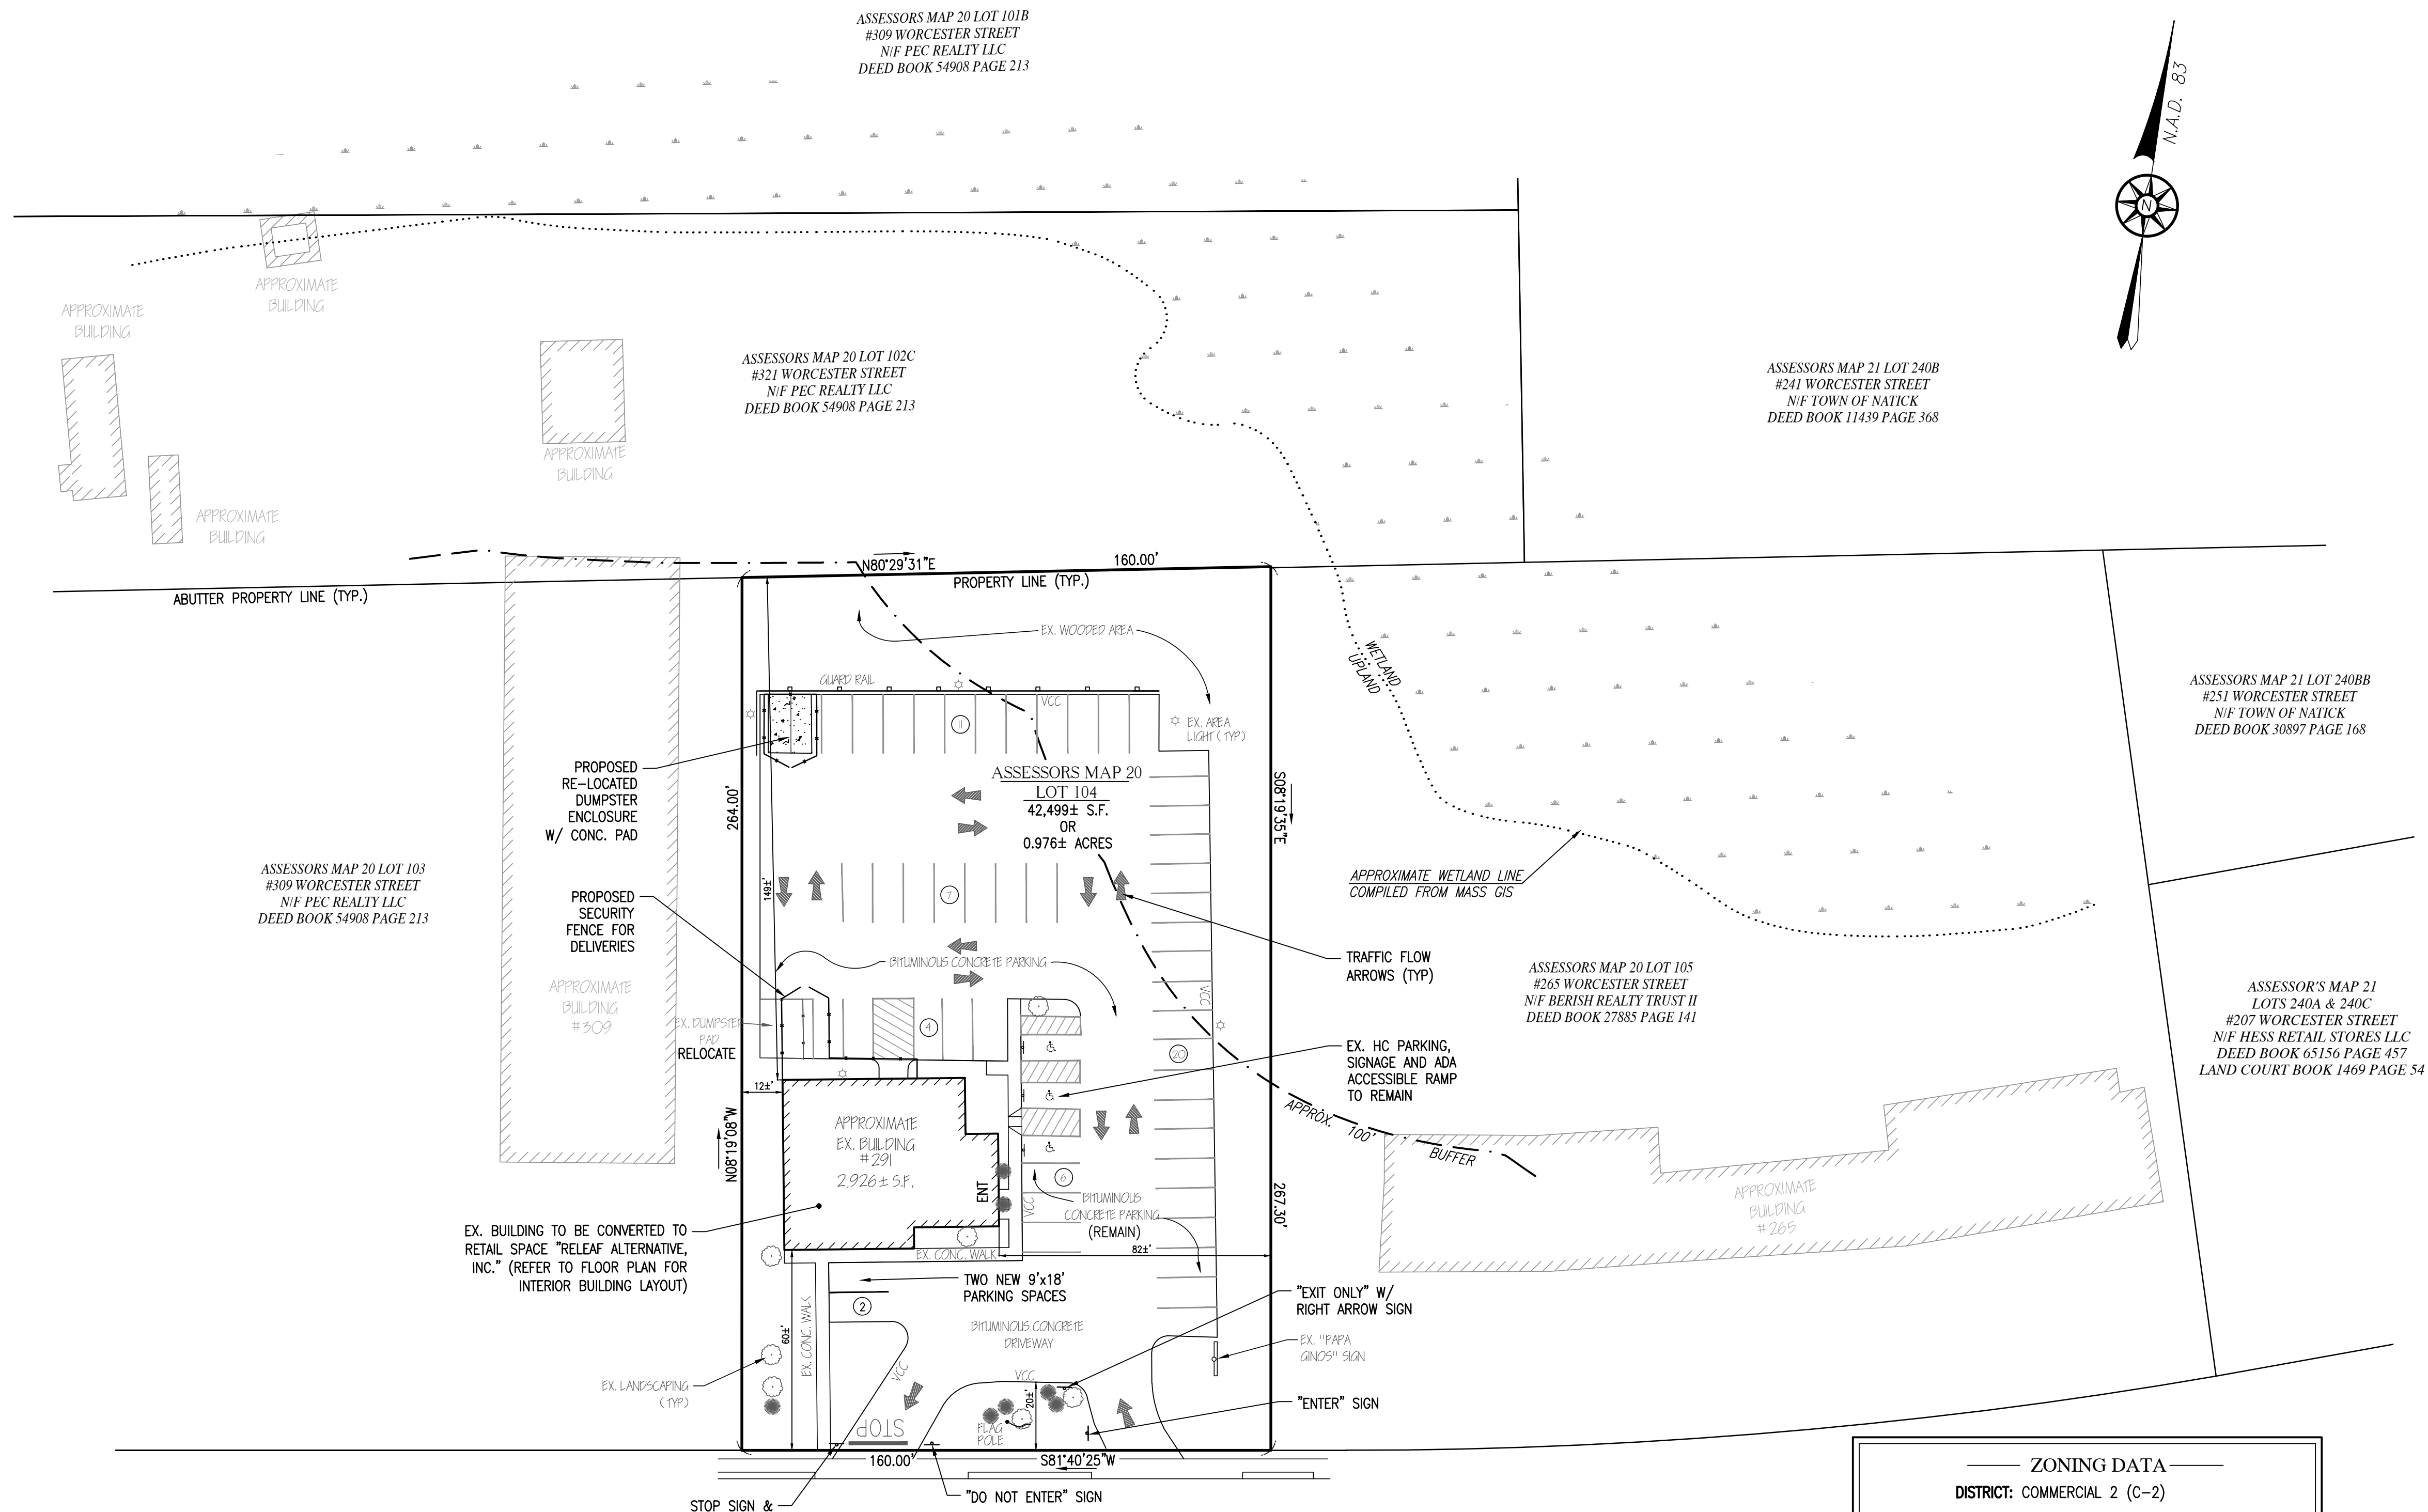 ASSESSORS MAP 20 LOT 101B
#309 WORCESTER STREET
N/F PEC REALTY LLC
DEED BOOK 54908 PAGE 213
N.A.D. 83
N
APPROXIMATE
BUILDING
APPROXIMATE
BUILDING
ASSESSORS MAP 20 LOT 102C
#321 WORCESTER STREET
N/F PEC REALTY LLC
DEED BOOK 54908 PAGE 213
ASSESSORS MAP 21 LOT 240B
#241 WORCESTER STREET
N/F TOWN OF NATICK
DEED BOOK 11439 PAGE 368
APPROXIMATE
BUILDING
APPROXIMATE
BUILDING
N80°29'31"E
160.00'
PROPERTY LINE (TYP.)
ABUTTER PROPERTY LINE (TYP.)
EX. WOODED AREA
WETLAND
UPLAND
GUARD RAIL
VCC
11
EX. AREA
LIGHT (TYP)
ASSESSORS MAP 21 LOT 240BB
#251 WORCESTER STREET
N/F TOWN OF NATICK
DEED BOOK 30897 PAGE 168
PROPOSED
RE-LOCATED
DUMPSTER
ENCLOSURE
W/ CONC. PAD
264.00'
ASSESSORS MAP 20
LOT 104
42,499± S.F.
OR
0.976± ACRES
S08°19'35"E
ASSESSORS MAP 20 LOT 103
#309 WORCESTER STREET
N/F PEC REALTY LLC
DEED BOOK 54908 PAGE 213
149±'
7
APPROXIMATE WETLAND LINE
COMPILED FROM MASS GIS
PROPOSED
SECURITY
FENCE FOR
DELIVERIES
BITUMINOUS CONCRETE PARKING
TRAFFIC FLOW
ARROWS (TYP)
ASSESSORS MAP 20 LOT 105
#265 WORCESTER STREET
N/F BERISH REALTY TRUST II
DEED BOOK 27885 PAGE 141
ASSESSOR'S MAP 21
LOTS 240A & 240C
#207 WORCESTER STREET
N/F HESS RETAIL STORES LLC
DEED BOOK 65156 PAGE 457
LAND COURT BOOK 1469 PAGE 54
APPROXIMATE
BUILDING
#309
EX. DUMPSTER
PAD
RELOCATE
4
VCC
20
EX. HC PARKING,
SIGNAGE AND ADA
ACCESSIBLE RAMP
TO REMAIN
12±'
N08°19'08"W
APPROXIMATE
EX. BUILDING
#291
2,926± S.F.
ENT
APPROX. 100'
BUFFER
6
VCC
BITUMINOUS
CONCRETE PARKING
(REMAIN)
267.30'
APPROXIMATE
BUILDING
#265
EX. BUILDING TO BE CONVERTED TO
RETAIL SPACE "RELEAF ALTERNATIVE,
INC." (REFER TO FLOOR PLAN FOR
INTERIOR BUILDING LAYOUT)
EX. CONC. WALK
82±'
TWO NEW 9'x18'
PARKING SPACES
2
"EXIT ONLY" W/
RIGHT ARROW SIGN
60±'
EX. CONC. WALK
BITUMINOUS CONCRETE
DRIVEWAY
EX. "PAPA
GINOS" SIGN
VCC
VCC
EX. LANDSCAPING
(TYP)
20±'
"ENTER" SIGN
STOP
FLAG
POLE
160.00'
S81°40'25"W
STOP SIGN &
"DO NOT ENTER" SIGN
ZONING DATA
DISTRICT: COMMERCIAL 2 (C-2)